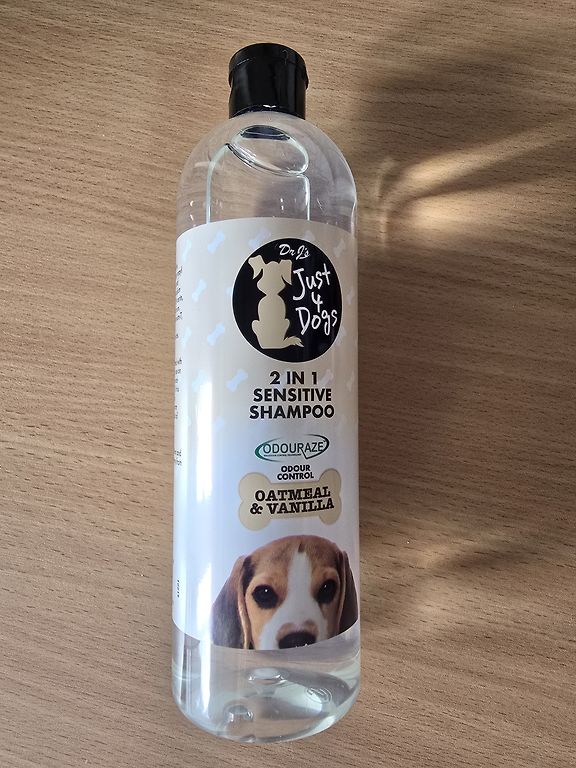 Dr J's
Just
4
Dogs
2 IN 1
SENSITIVE
SHAMPOO
ODOURAZE
ODOUR
CONTROL
OATMEAL
& VANILLA